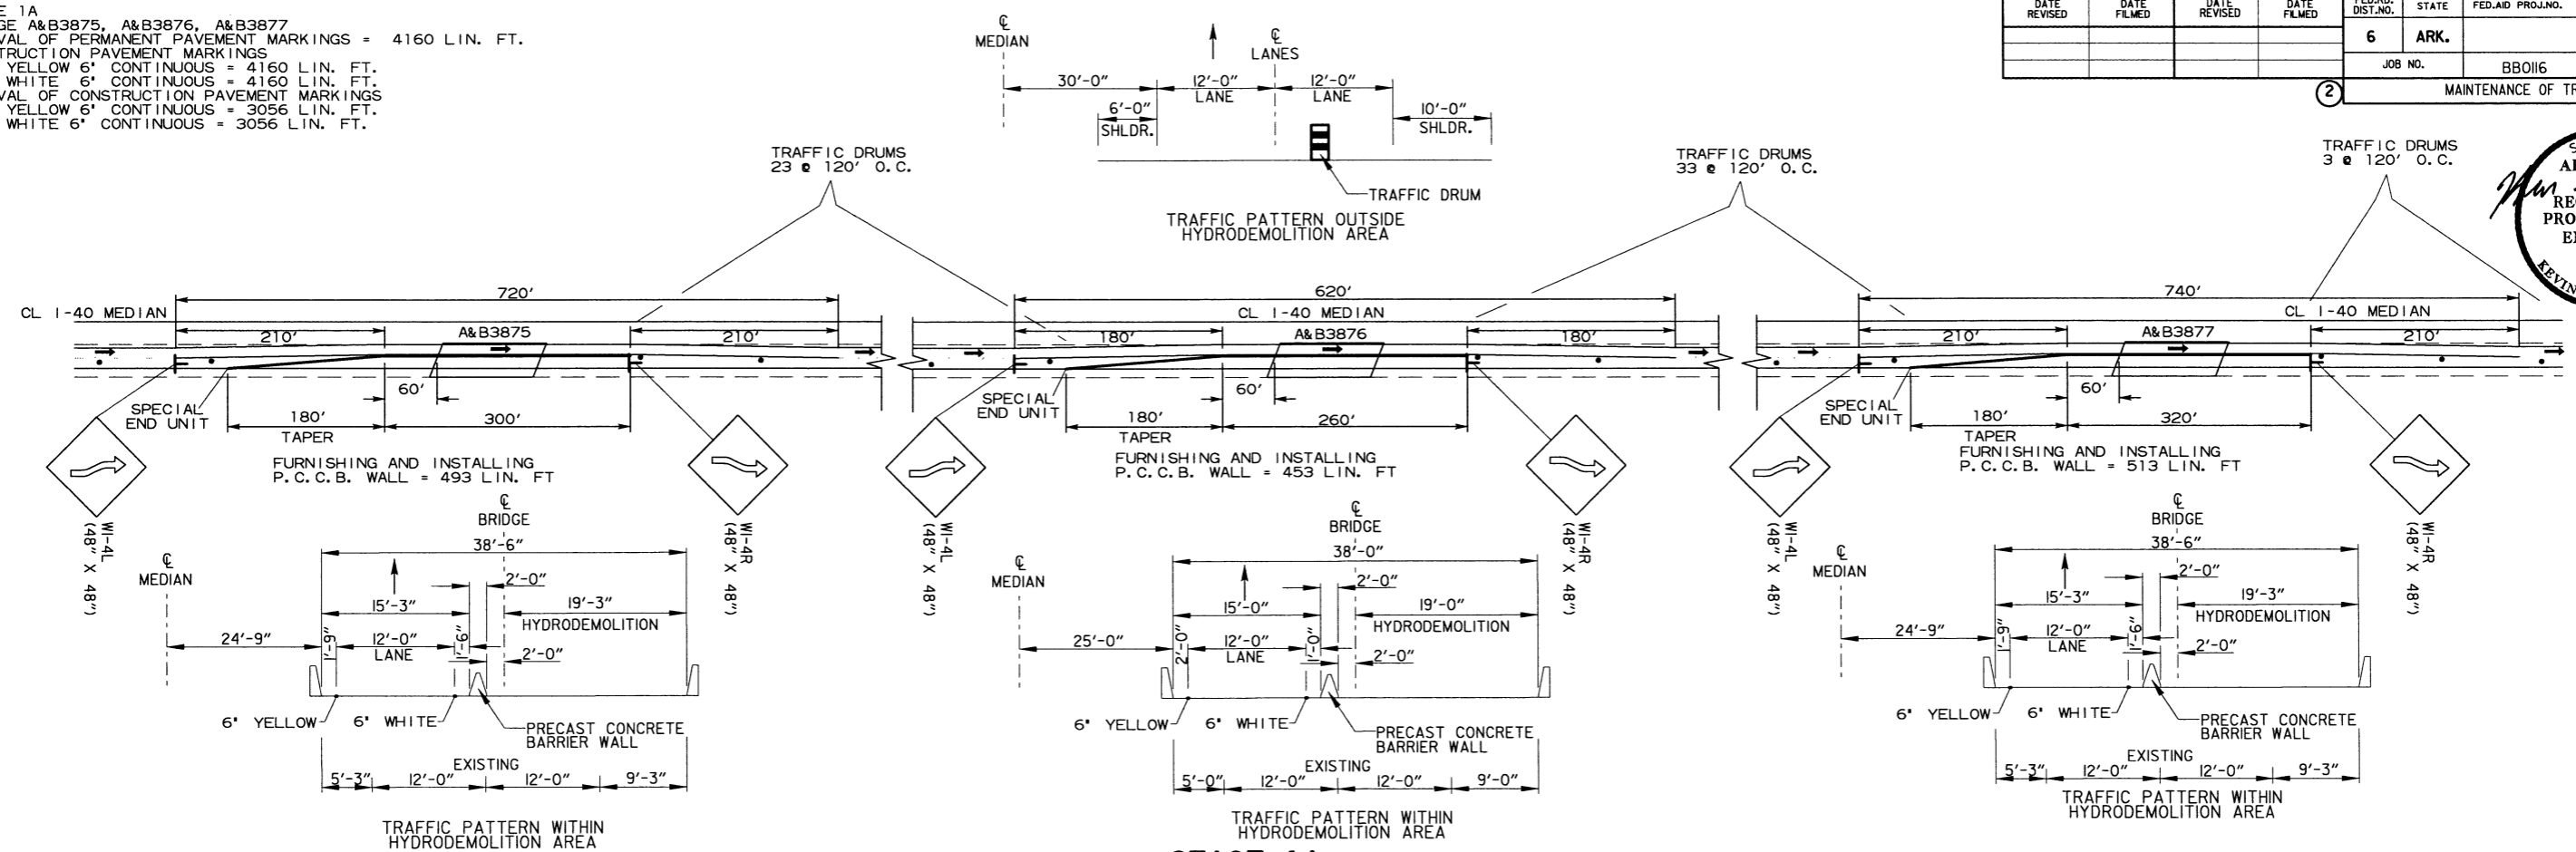 E 1A
GE A&B3875, A&B3876, A&B3877
VAL OF PERMANENT PAVEMENT MARKINGS = 4160 LIN. FT.
TRUCTION PAVEMENT MARKINGS
YELLOW 6" CONTINUOUS = 4160 LIN. FT.
WHITE 6" CONTINUOUS = 4160 LIN. FT.
VAL OF CONSTRUCTION PAVEMENT MARKINGS
YELLOW 6" CONTINUOUS = 3056 LIN. FT.
WHITE 6" CONTINUOUS = 3056 LIN. FT.
℄
MEDIAN
℄
LANES
30'-0"
12'-0"
LANE
12'-0"
LANE
6'-0"
SHLDR.
10'-0"
SHLDR.
TRAFFIC DRUM
TRAFFIC PATTERN OUTSIDE
HYDRODEMOLITION AREA
DATE
REVISED
DATE
FILMED
DATE
REVISED
DATE
FILMED
FED.RD.
DIST.NO.
STATE
FED.AID PROJ.NO.
6
ARK.
JOB NO.
BB0116
2
MAINTENANCE OF TR
TRAFFIC DRUMS
23 @ 120' O.C.
TRAFFIC DRUMS
33 @ 120' O.C.
TRAFFIC DRUMS
3 @ 120' O.C.
RE
PRO
E
KEVIN
720'
CL I-40 MEDIAN
210'
A&B3875
210'
60'
SPECIAL
END UNIT
180'
TAPER
300'
FURNISHING AND INSTALLING
P.C.C.B. WALL = 493 LIN. FT
W1-4L
(48" X 48")
W1-4R
(48" X 48")
620'
CL I-40 MEDIAN
180'
A&B3876
180'
60'
SPECIAL
END UNIT
180'
TAPER
260'
FURNISHING AND INSTALLING
P.C.C.B. WALL = 453 LIN. FT
W1-4L
(48" X 48")
W1-4R
(48" X 48")
740'
CL I-40 MEDIAN
210'
A&B3877
210'
60'
SPECIAL
END UNIT
180'
TAPER
320'
FURNISHING AND INSTALLING
P.C.C.B. WALL = 513 LIN. FT
W1-4L
(48" X 48")
W1-4R
(48" X 48")
℄
MEDIAN
℄
BRIDGE
38'-6"
2'-0"
15'-3"
19'-3"
HYDRODEMOLITION
24'-9"
1'-9"
12'-0"
LANE
1'-6"
2'-0"
6" YELLOW
6" WHITE
PRECAST CONCRETE
BARRIER WALL
EXISTING
5'-3"
12'-0"
12'-0"
9'-3"
TRAFFIC PATTERN WITHIN
HYDRODEMOLITION AREA
℄
MEDIAN
℄
BRIDGE
38'-0"
2'-0"
15'-0"
19'-0"
HYDRODEMOLITION
25'-0"
2'-0"
12'-0"
LANE
1'-0"
2'-0"
6" YELLOW
6" WHITE
PRECAST CONCRETE
BARRIER WALL
EXISTING
5'-0"
12'-0"
12'-0"
9'-0"
TRAFFIC PATTERN WITHIN
HYDRODEMOLITION AREA
℄
MEDIAN
℄
BRIDGE
38'-6"
2'-0"
15'-3"
19'-3"
HYDRODEMOLITION
24'-9"
1'-9"
12'-0"
LANE
1'-6"
2'-0"
6" YELLOW
6" WHITE
PRECAST CONCRETE
BARRIER WALL
EXISTING
5'-3"
12'-0"
12'-0"
9'-3"
TRAFFIC PATTERN WITHIN
HYDRODEMOLITION AREA